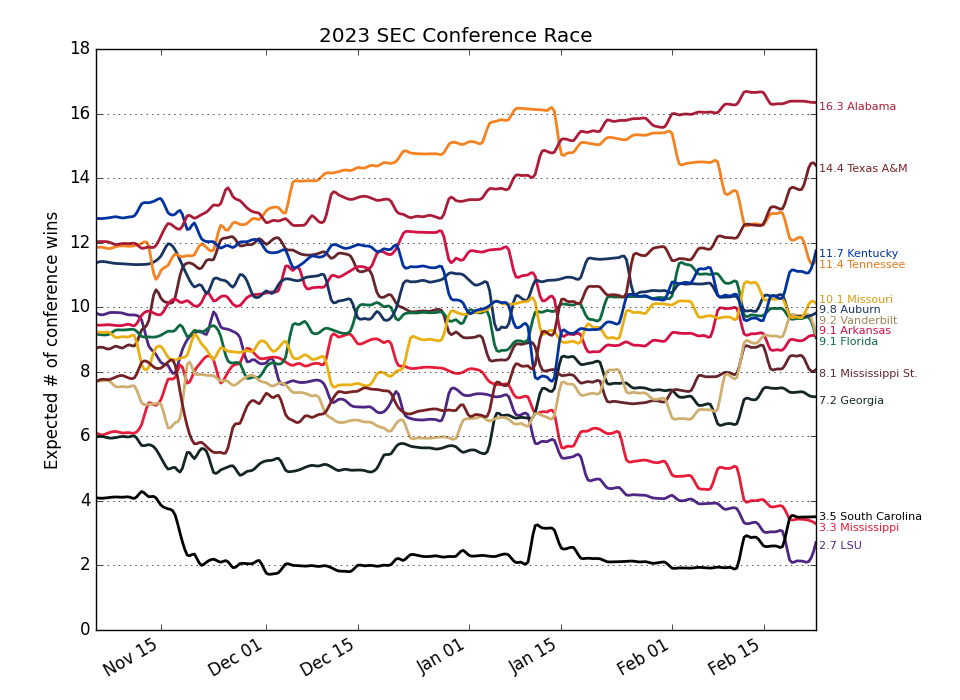 2023 SEC Conference Race
Expected # of conference wins
18
16
14
12
10
8
6
4
2
0
Nov 15
Dec 01
Dec 15
Jan 01
Jan 15
Feb 01
Feb 15
16.3 Alabama
14.4 Texas A&M
11.7 Kentucky
11.4 Tennessee
10.1 Missouri
9.8 Auburn
9.2 Vanderbilt
9.1 Arkansas
9.1 Florida
8.1 Mississippi St.
7.2 Georgia
3.5 South Carolina
3.3 Mississippi
2.7 LSU